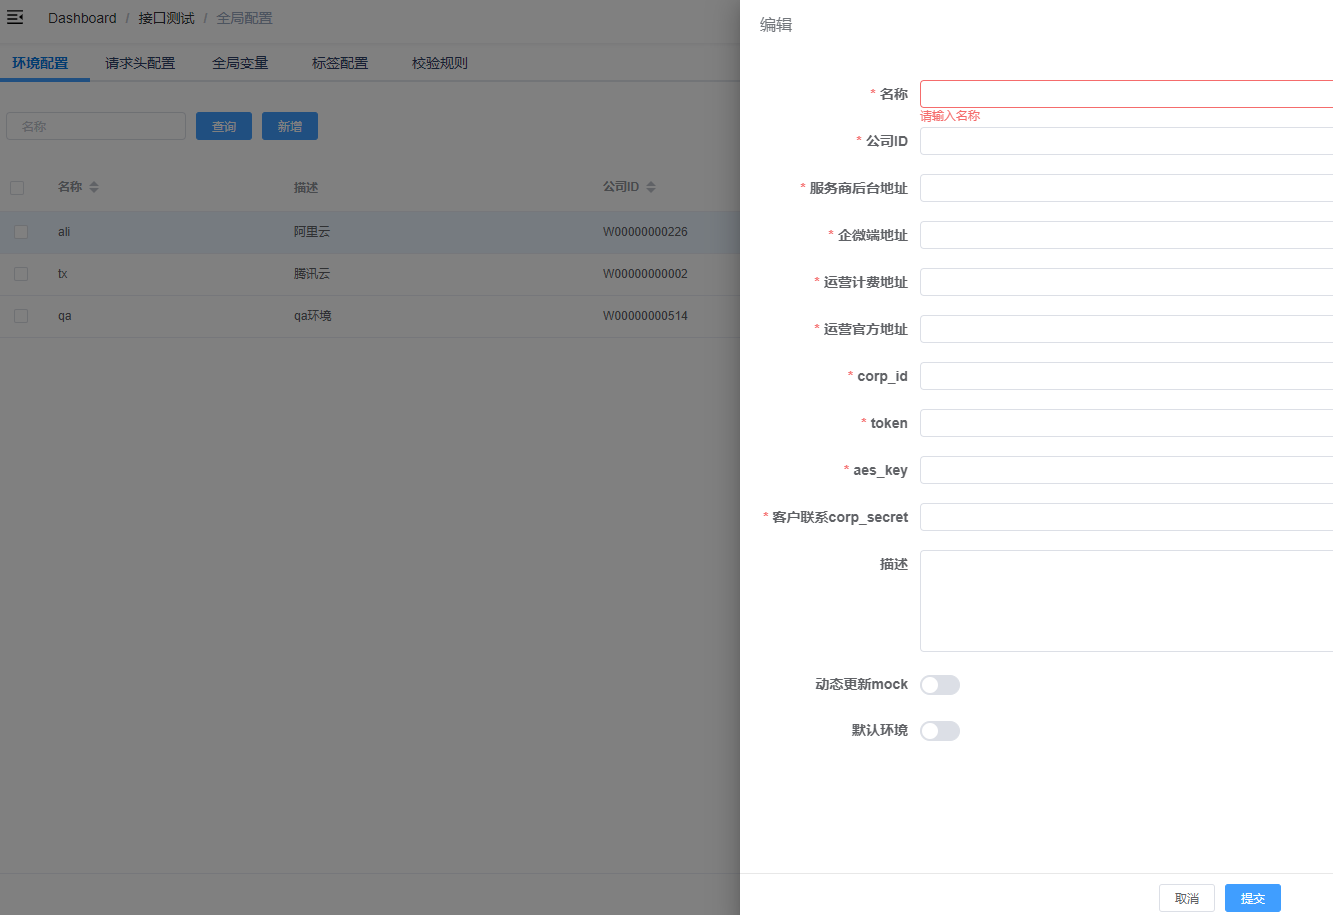 Dashboard / 接口测试 / 全局配置
环境配置 请求头配置 全局变量 标签配置 校验规则
名称 查询 新增
名称 描述 公司ID
ali 阿里云 W00000000226
tx 腾讯云 W00000000002
qa qa环境 W00000000514
编辑
* 名称
请输入名称
* 公司ID
* 服务商后台地址
* 企微端地址
* 运营计费地址
* 运营官方地址
* corp_id
* token
* aes_key
* 客户联系corp_secret
描述
动态更新mock
默认环境
取消 提交